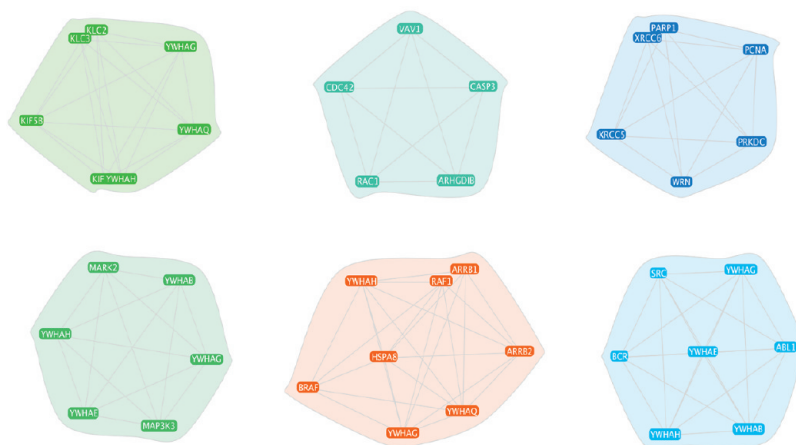 KLC2
KLC3
YWHAG
KIF5B
YWHAQ
YWHAH
VAV1
CDC42
CASP3
RAC1
ARHGDIB
PARP1
XRCC6
PCNA
XRCC5
PRKDC
WRN
MARK2
YWHAB
YWHAH
YWHAG
YWHAE
MAP3K3
ARRB1
YWHAH
RAF1
HSPA8
ARRB2
BRAF
YWHAQ
YWHAG
SRC
YWHAG
BCR
YWHAE
ABL1
YWHAH
YWHAB